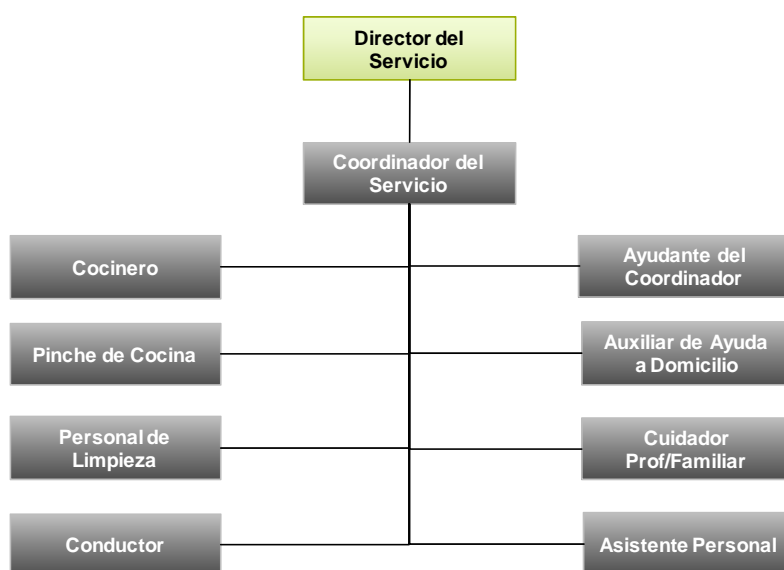 Director del
Servicio
Coordinador del
Servicio
Cocinero
Ayudante del
Coordinador
Pinche de Cocina
Auxiliar de Ayuda
a Domicilio
Personal de
Limpieza
Cuidador
Prof/Familiar
Conductor
Asistente Personal